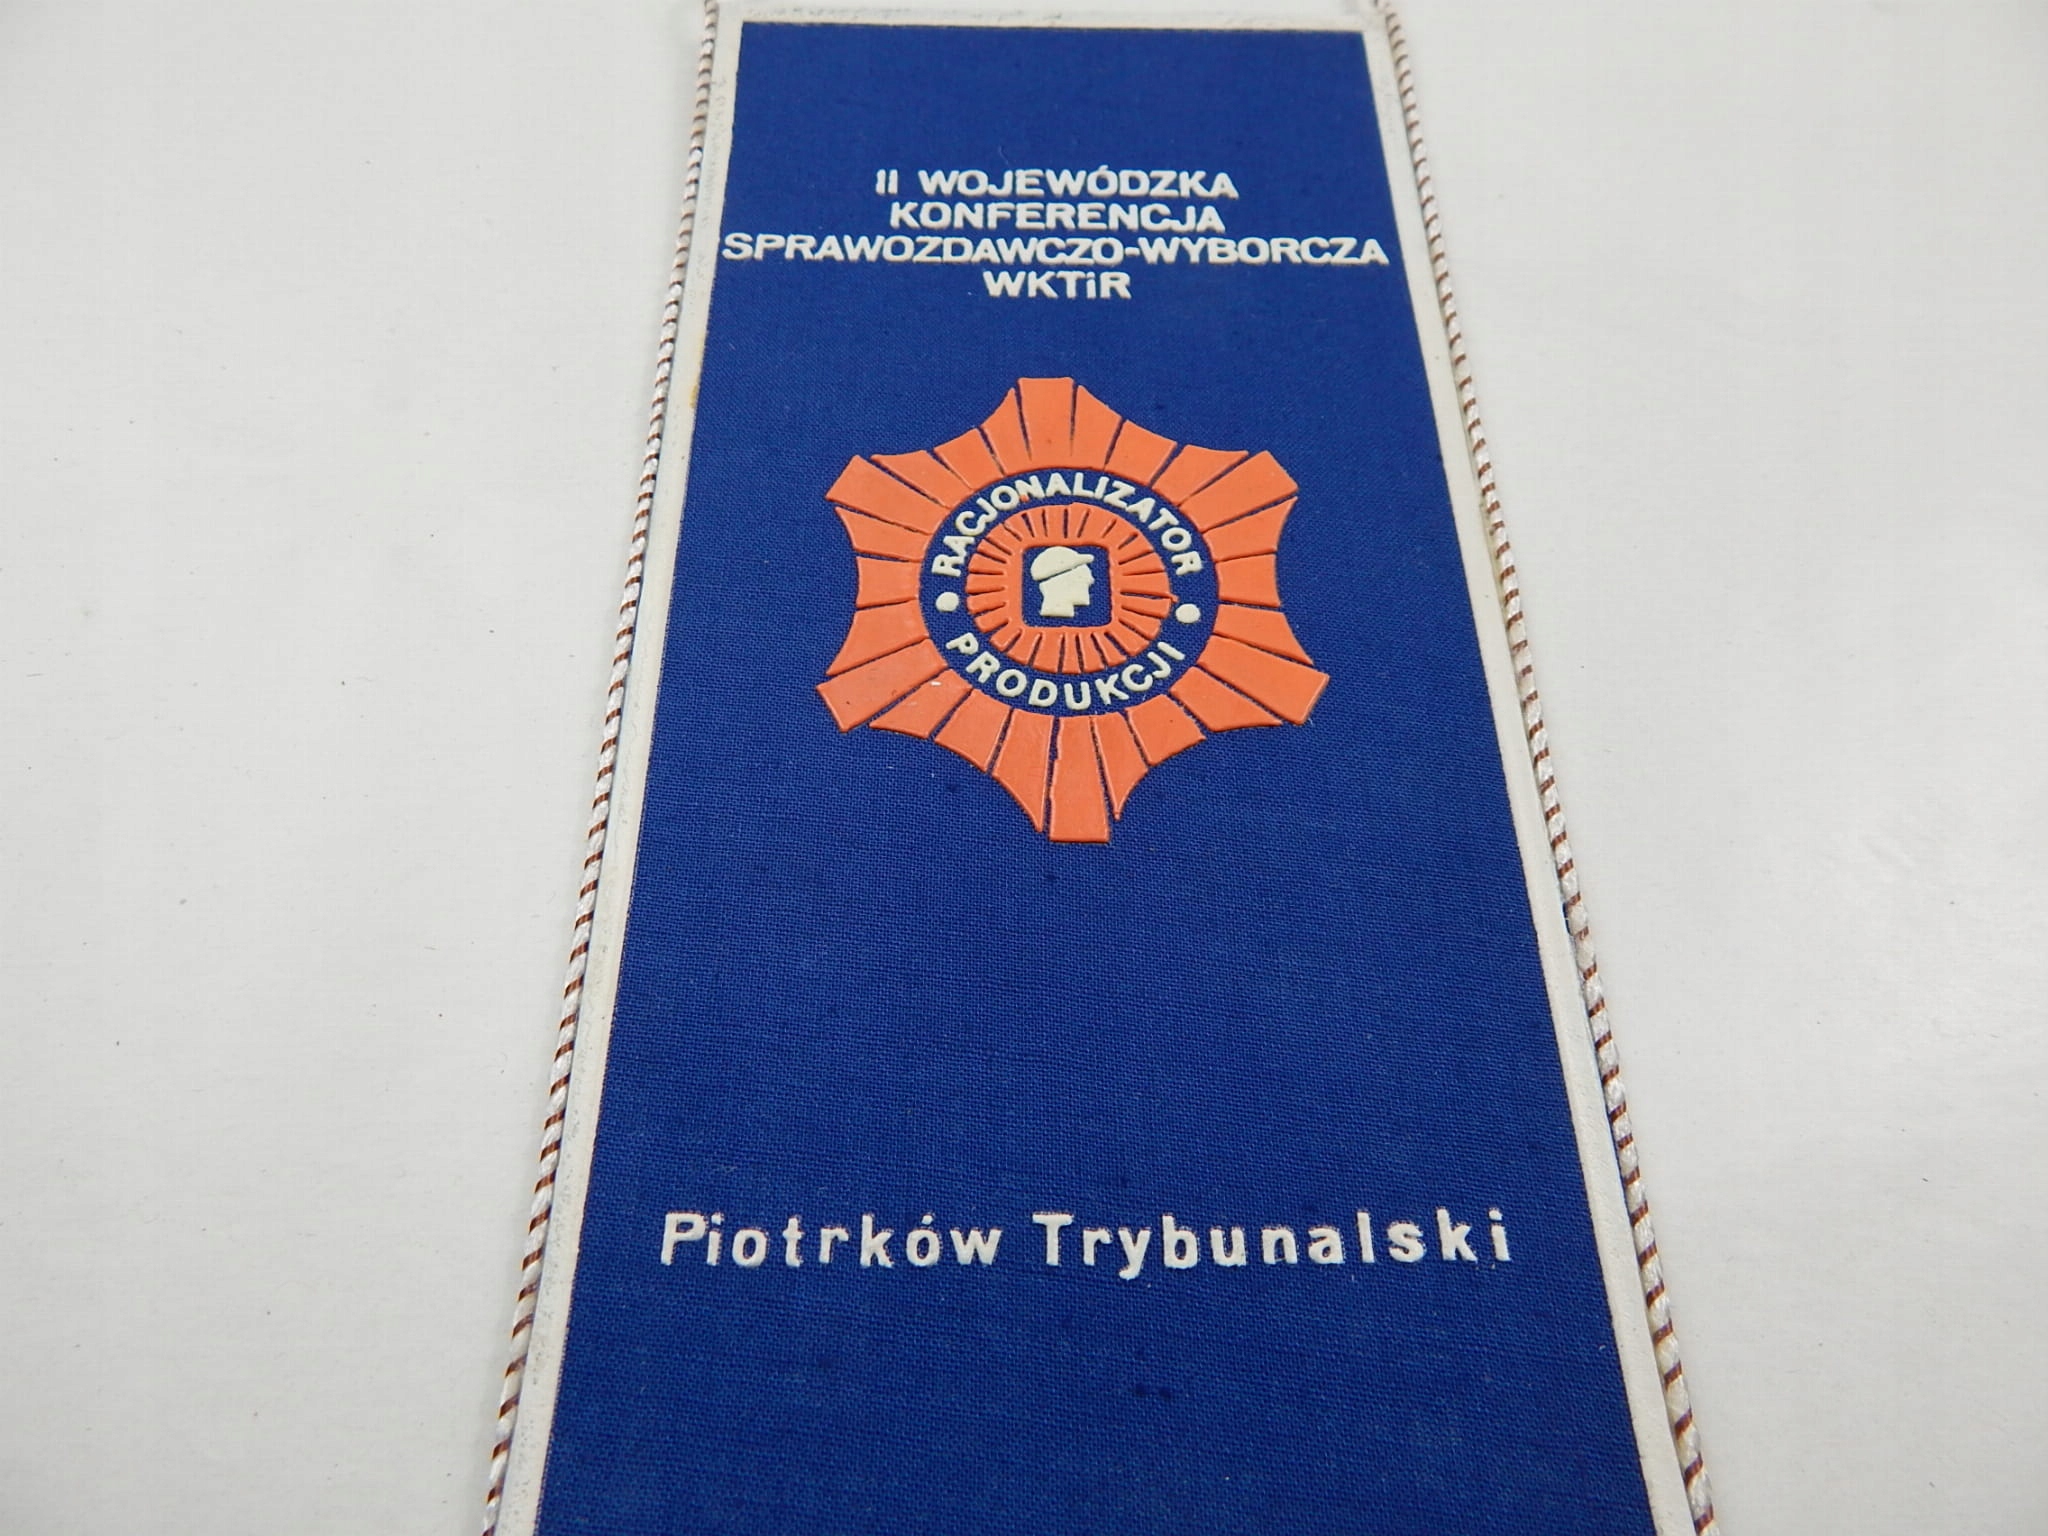 II WOJEWÓDZKA
KONFERENCJA
SPRAWOZDAWCZO-WYBORCZA
WKTiR
RACJONALIZATOR
• PRODUKCJI •
Piotrków Trybunalski